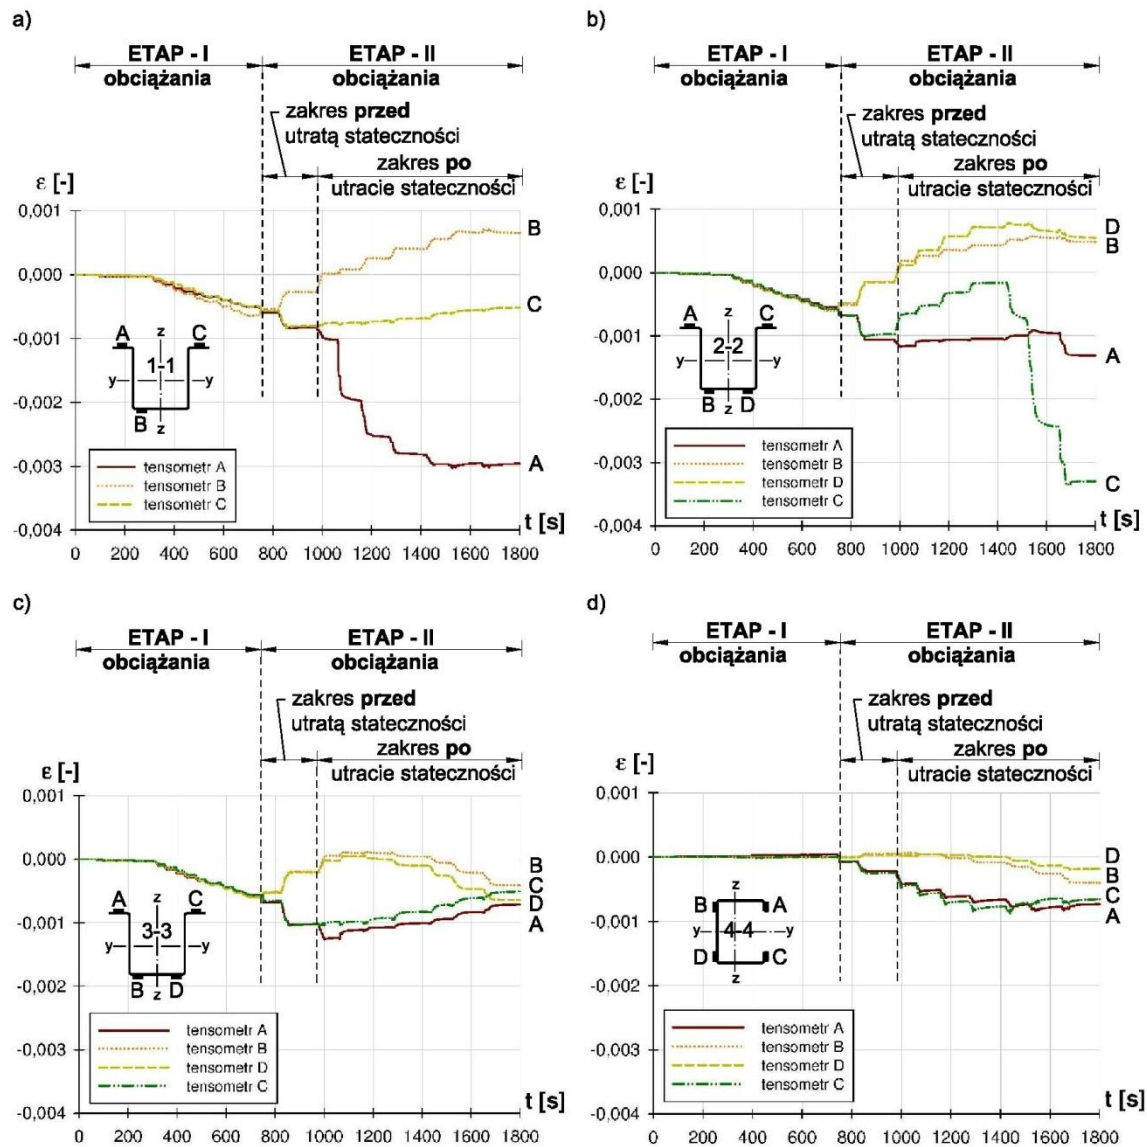 a)
ETAP - I
obciążania
ETAP - II
obciążania
zakres przed
utratą stateczności
zakres po
utracie stateczności
ε [-]
0,001
0,000
-0,001
-0,002
-0,003
-0,004
B
C
A
A
C
z
1-1
y
y
B
z
tensometr A
tensometr B
tensometr C
t [s]
0 200 400 600 800 1000 1200 1400 1600 1800
b)
ETAP - I
obciążania
ETAP - II
obciążania
zakres przed
utratą stateczności
zakres po
utracie stateczności
ε [-]
0,001
0,000
-0,001
-0,002
-0,003
-0,004
D
B
A
C
A
C
z
2-2
y
y
B
D
z
tensometr A
tensometr B
tensometr D
tensometr C
t [s]
0 200 400 600 800 1000 1200 1400 1600 1800
c)
ETAP - I
obciążania
ETAP - II
obciążania
zakres przed
utratą stateczności
zakres po
utracie stateczności
ε [-]
0,001
0,000
-0,001
-0,002
-0,003
-0,004
B
C
D
A
A
C
z
3-3
y
y
B
D
z
tensometr A
tensometr B
tensometr D
tensometr C
t [s]
0 200 400 600 800 1000 1200 1400 1600 1800
d)
ETAP - I
obciążania
ETAP - II
obciążania
zakres przed
utratą stateczności
zakres po
utracie stateczności
ε [-]
0,001
0,000
-0,001
-0,002
-0,003
-0,004
D
B
C
A
z
B
A
4-4
y
y
D
C
z
tensometr A
tensometr B
tensometr D
tensometr C
t [s]
0 200 400 600 800 1000 1200 1400 1600 1800